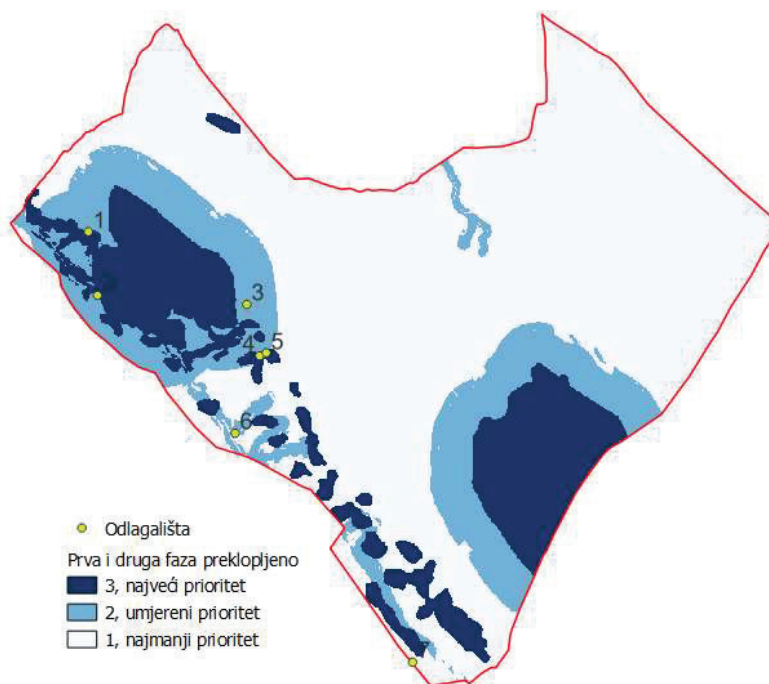 1
3
4 5
6
Odlagališta
Prva i druga faza preklopljeno
3, najveći prioritet
2, umjereni prioritet
1, najmanji prioritet